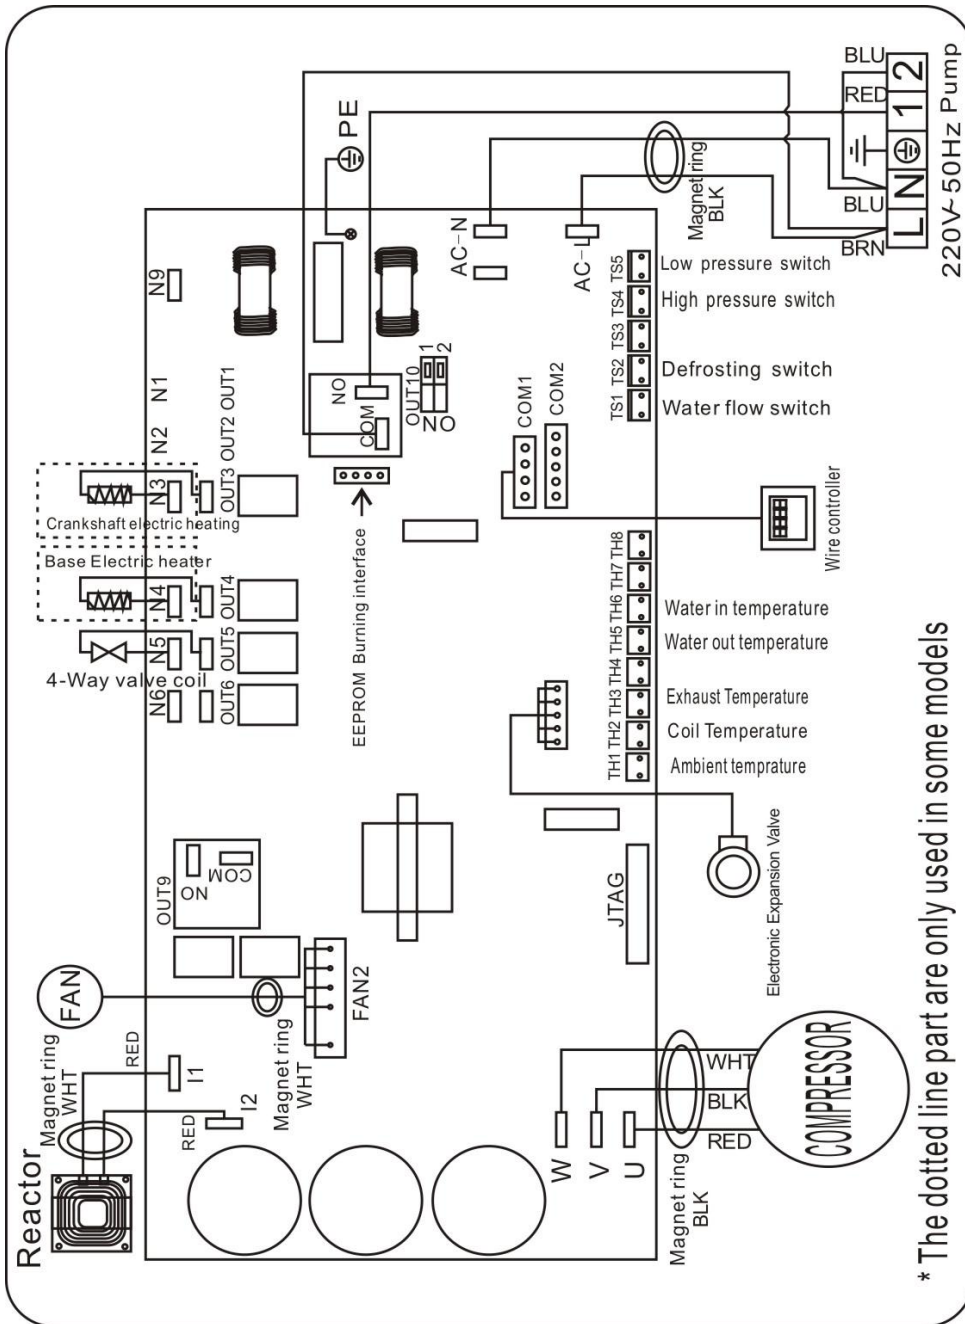 BLU
RED
BLU
BRN
L N 1 2
220V~50Hz Pump
PE
Magnet ring
BLK
AC-N
AC-L
N9
N1
N2
N3
N4
N5
N6
OUT1
OUT2
OUT3
OUT4
OUT5
OUT6
Crankshaft electric heating
Base Electric heater
4-Way valve coil
NO
COM
OUT10
1
2
NO
EEPROM Burning interface
COM1
COM2
TS5 Low pressure switch
TS4 High pressure switch
TS3
TS2 Defrosting switch
TS1 Water flow switch
Wire controller
TH8
TH7
TH6 Water in temperature
TH5 Water out temperature
TH4
TH3 Exhaust Temperature
TH2 Coil Temperature
TH1 Ambient temprature
Electronic Expansion Valve
JTAG
OUT9
NO
COM
FAN
FAN2
Magnet ring
WHT
RED
I1
RED
I2
Magnet ring
WHT
Reactor
W
V
U
WHT
BLK
RED
Magnet ring
BLK
COMPRESSOR
* The dotted line part are only used in some models